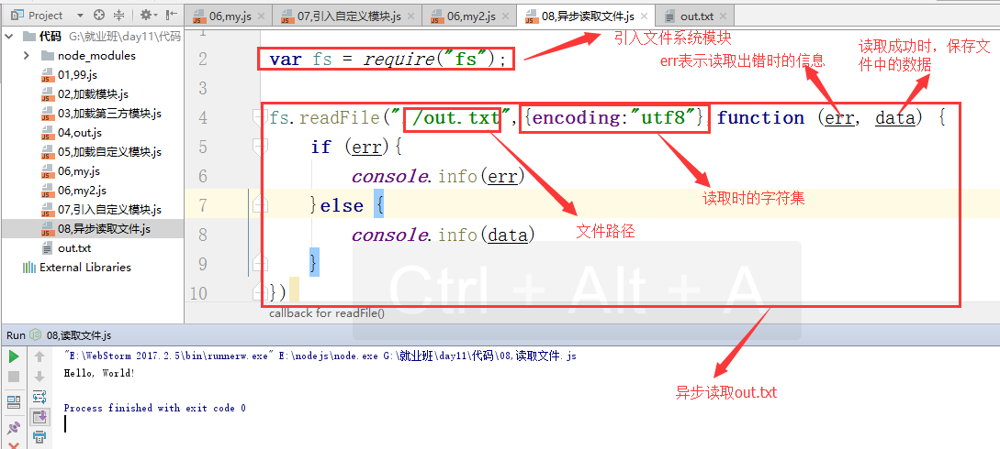 Project
06,my.js
07,引入自定义模块.js
06,my2.js
08,异步读取文件.js
out.txt
代码 G:\就业班\day11\代码
node_modules
01,99.js
02,加载模块.js
03,加载第三方模块.js
04,out.js
05,加载自定义模块.js
06,my.js
06,my2.js
07,引入自定义模块.js
08,异步读取文件.js
out.txt
External Libraries
1
2 var fs = require("fs");
3
4 fs.readFile("./out.txt",{encoding:"utf8"},function (err, data) {
5 if (err){
6 console.info(err)
7 }else {
8 console.info(data)
9 }
10 })
引入文件系统模块
err表示读取出错时的信息
读取成功时，保存文
件中的数据
读取时的字符集
文件路径
Ctrl + Alt + A
callback for readFile()
异步读取out.txt
Run 08,读取文件.js
"E:\WebStorm 2017.2.5\bin\runnerw.exe" E:\nodejs\node.exe G:\就业班\day11\代码\08,读取文件.js
Hello, World!
Process finished with exit code 0